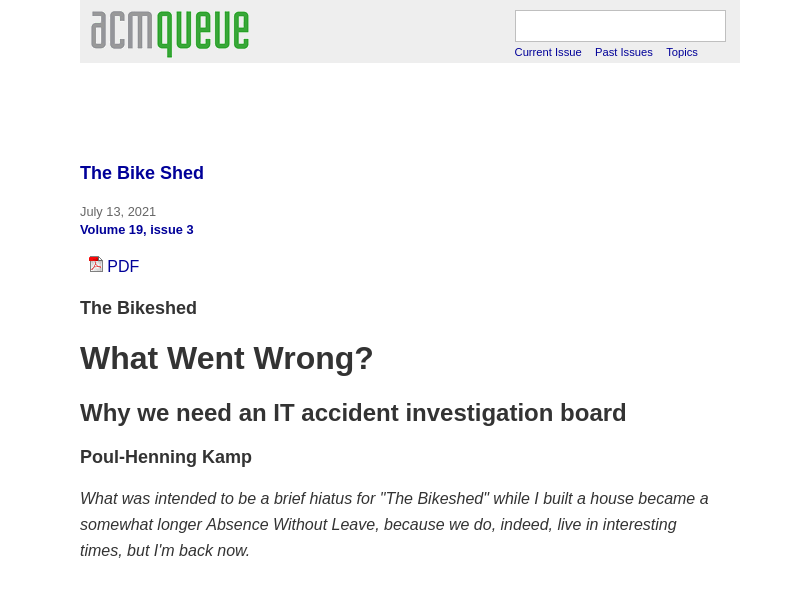 acmqueue
Current Issue Past Issues Topics
The Bike Shed
July 13, 2021
Volume 19, issue 3
PDF
The Bikeshed
What Went Wrong?
Why we need an IT accident investigation board
Poul-Henning Kamp
What was intended to be a brief hiatus for "The Bikeshed" while I built a house became a
somewhat longer Absence Without Leave, because we do, indeed, live in interesting
times, but I'm back now.